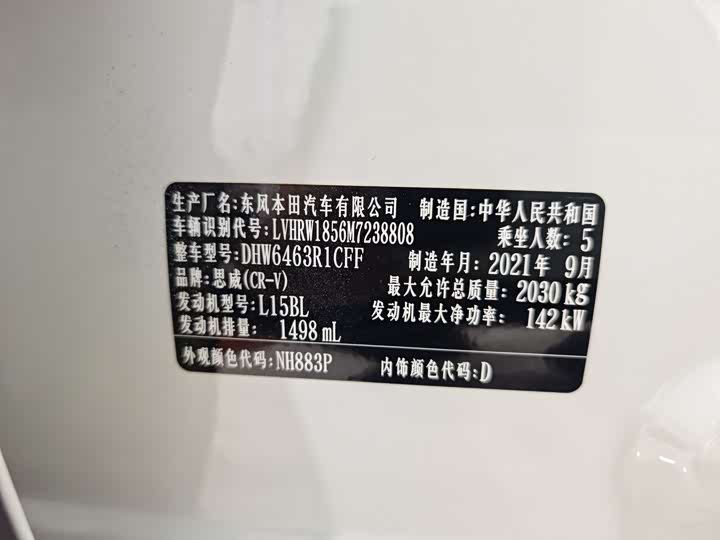 生产厂名:东风本田汽车有限公司 制造国:中华人民共和国
车辆识别代号:LVHRW1856M7238808 乘坐人数: 5
整车型号:DHW6463R1CFF 制造年月: 2021年 9月
品牌:思威(CR-V) 最大允许总质量: 2030 kg
发动机型号:L15BL 发动机最大净功率: 142 kW
发动机排量: 1498 mL
外观颜色代码:NH883P 内饰颜色代码:D